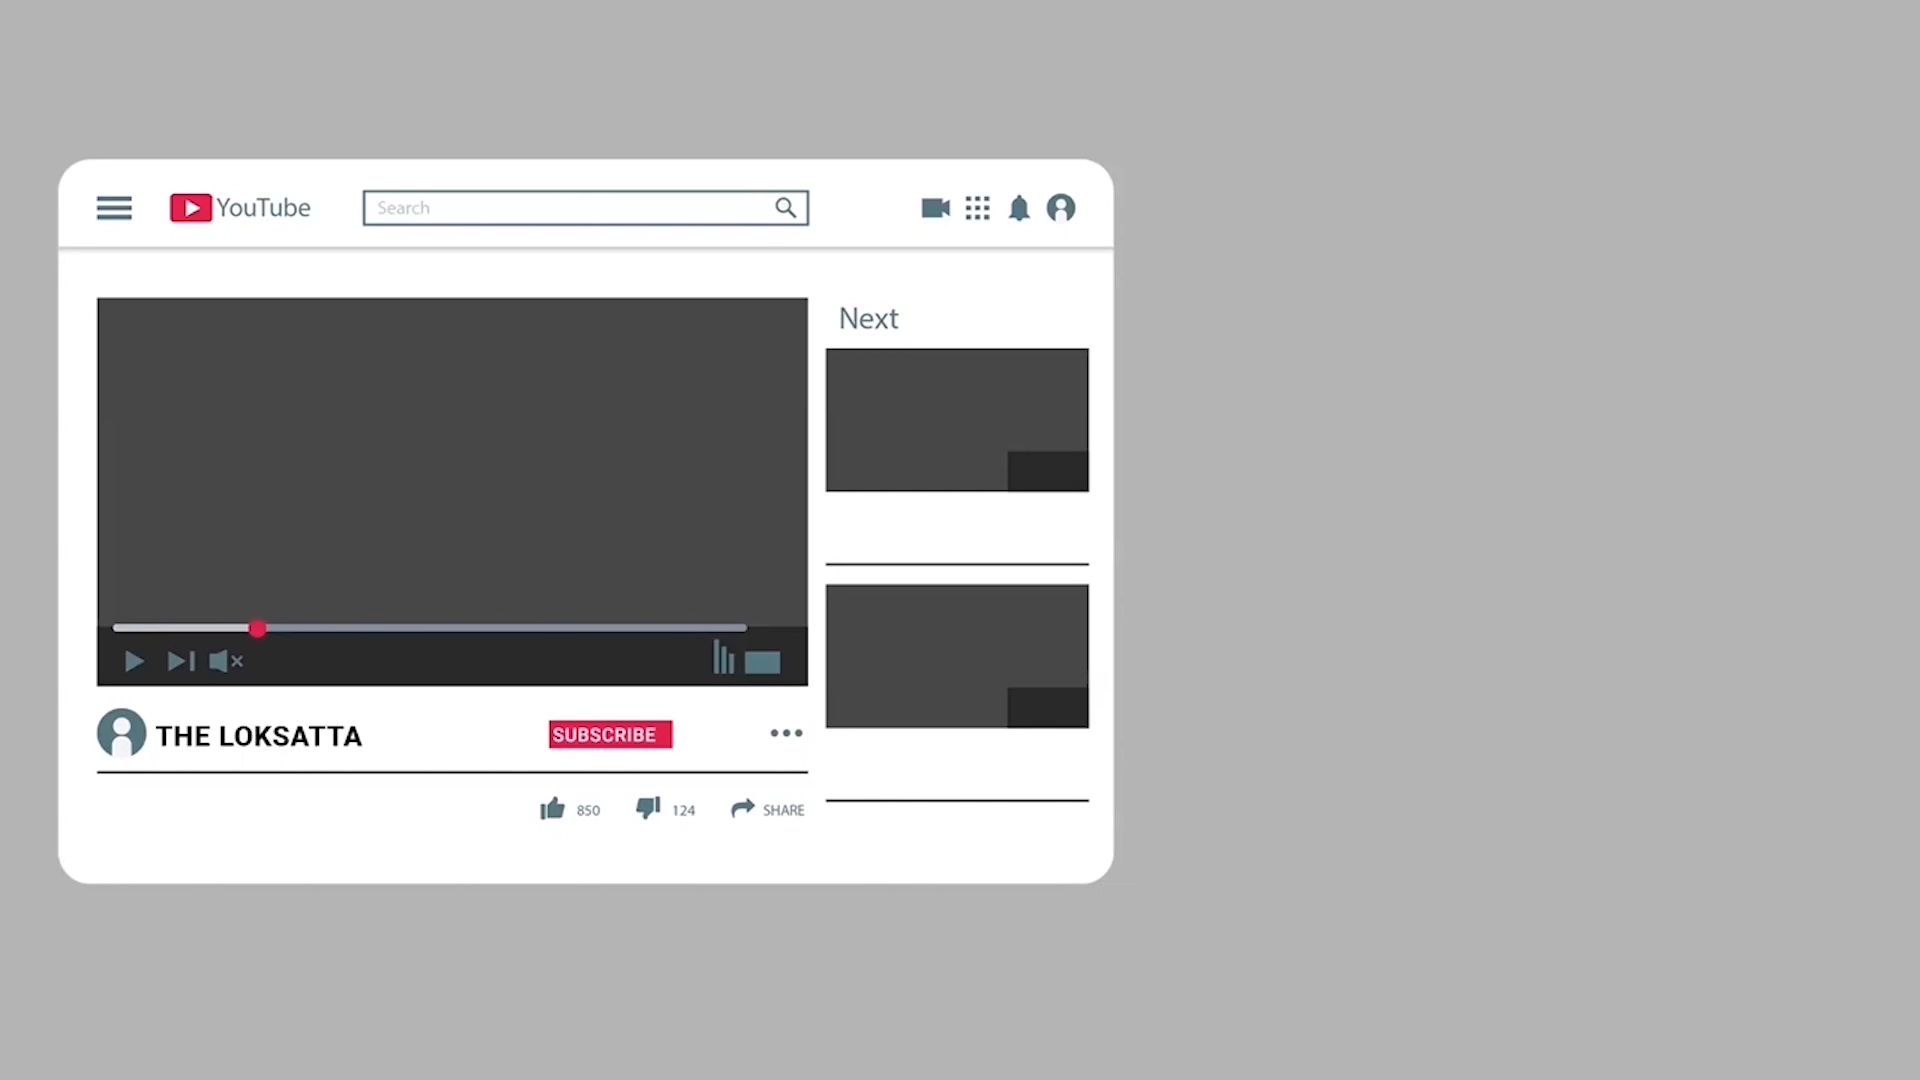 YouTube
Search
Next
THE LOKSATTA
SUBSCRIBE
850
124
SHARE